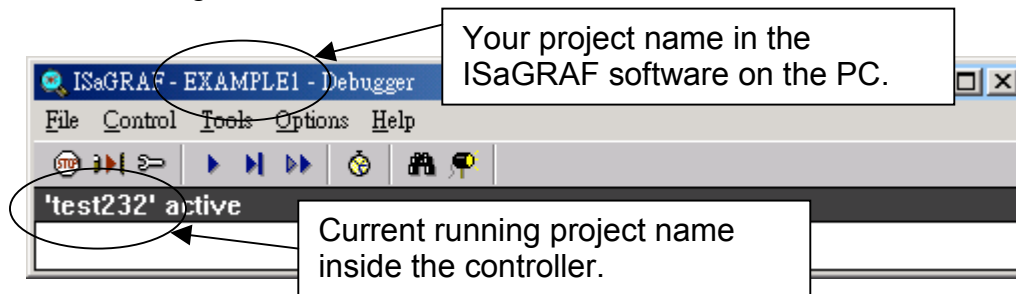 Your project name in the
ISaGRAF software on the PC.
ISaGRAF - EXAMPLE1 - Debugger
File Control Tools Options Help
STOP
'test232' active
Current running project name
inside the controller.